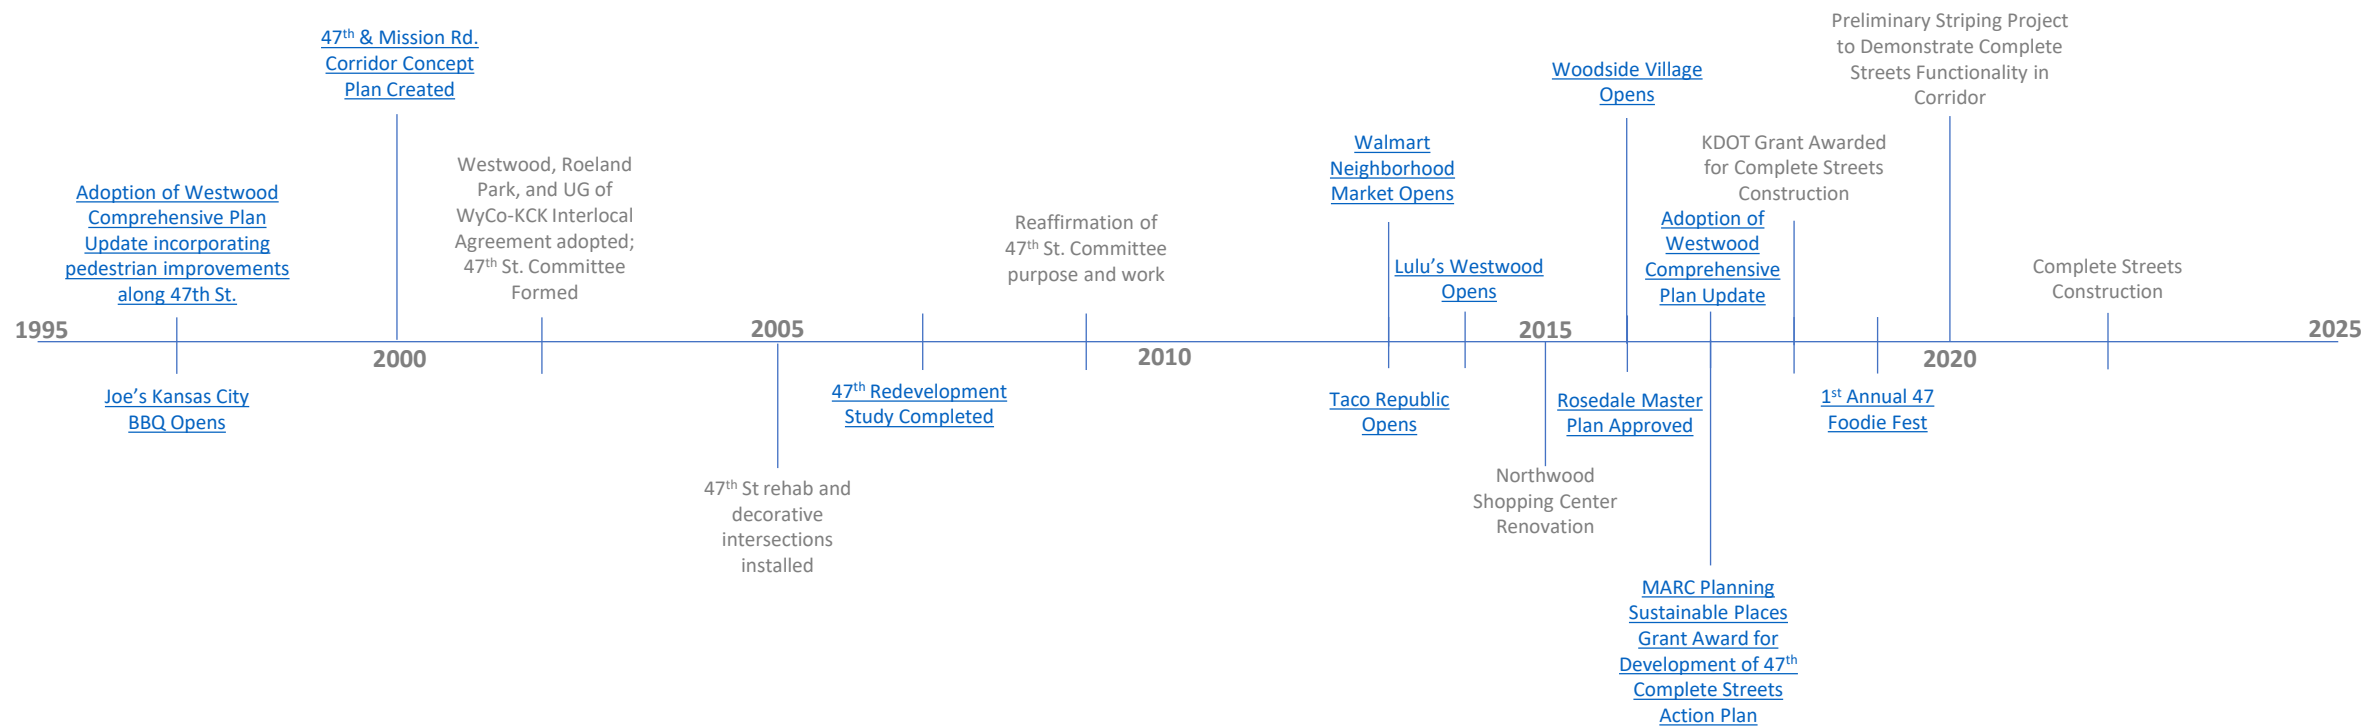 47th & Mission Rd.
Corridor Concept
Plan Created
Adoption of Westwood
Comprehensive Plan
Update incorporating
pedestrian improvements
along 47th St.
Westwood, Roeland
Park, and UG of
WyCo-KCK Interlocal
Agreement adopted;
47th St. Committee
Formed
Reaffirmation of
47th St. Committee
purpose and work
Walmart
Neighborhood
Market Opens
Lulu's Westwood
Opens
Woodside Village
Opens
Adoption of
Westwood
Comprehensive
Plan Update
KDOT Grant Awarded
for Complete Streets
Construction
Preliminary Striping Project
to Demonstrate Complete
Streets Functionality in
Corridor
Complete Streets
Construction
1995
2000
2005
2010
2015
2020
2025
Joe's Kansas City
BBQ Opens
47th St rehab and
decorative
intersections
installed
47th Redevelopment
Study Completed
Taco Republic
Opens
Northwood
Shopping Center
Renovation
Rosedale Master
Plan Approved
MARC Planning
Sustainable Places
Grant Award for
Development of 47th
Complete Streets
Action Plan
1st Annual 47
Foodie Fest